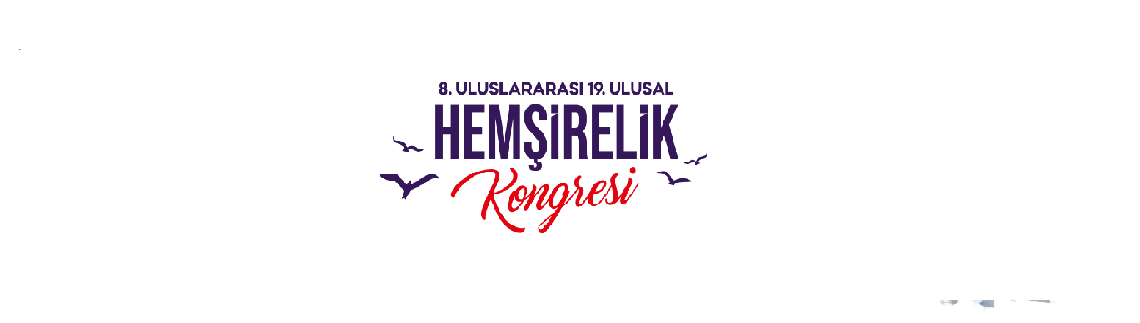 8. ULUSLARARASI 19. ULUSAL
HEMŞİRELİK
Kongresi